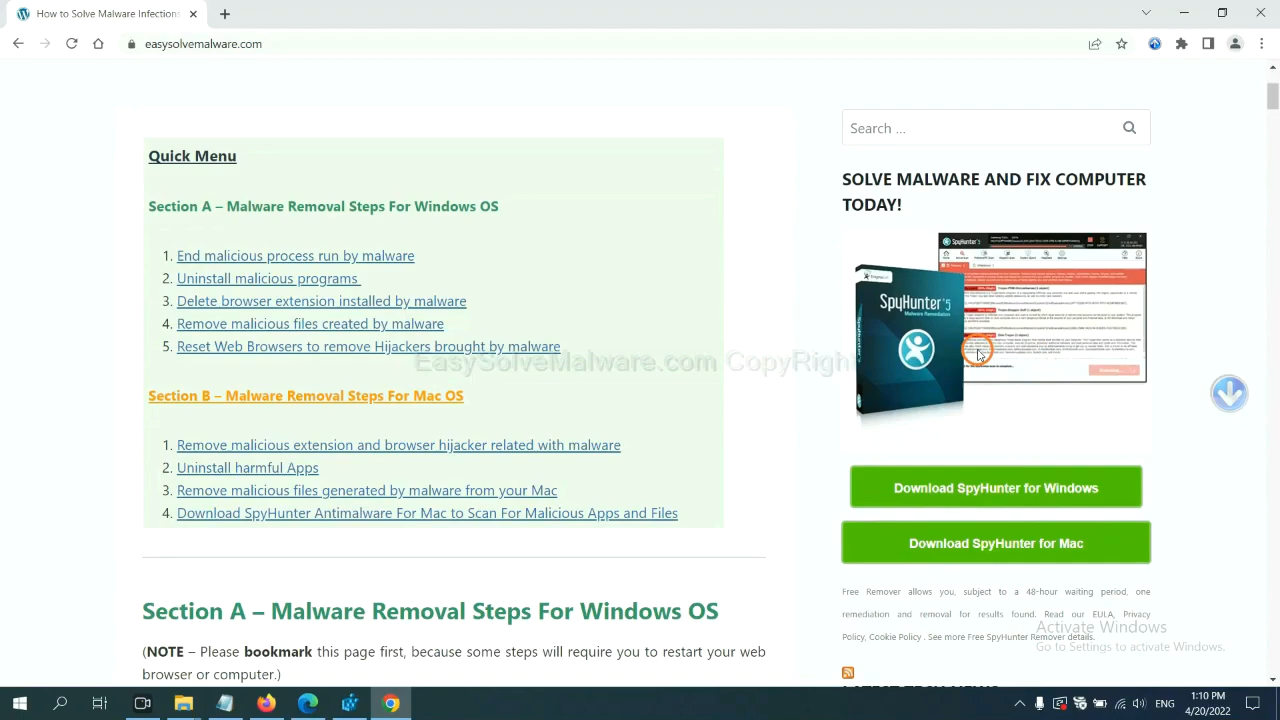 How to Solve Malware Infections
easysolvemalware.com
Search ...
Quick Menu
SOLVE MALWARE AND FIX COMPUTER
TODAY!
Section A – Malware Removal Steps For Windows OS
1. End malicious process run by malware
2. Uninstall malicious programs
3. Delete browser extension installed by malware
4. Remove malicious files created by malware
5. Reset Web Browser to Remove Hijackers brought by malware
Section B – Malware Removal Steps For Mac OS
1. Remove malicious extension and browser hijacker related with malware
2. Uninstall harmful Apps
3. Remove malicious files generated by malware from your Mac
4. Download SpyHunter Antimalware For Mac to Scan For Malicious Apps and Files
SpyHunter 5
SpyHunter'5
Malware Remediation
Download SpyHunter for Windows
Download SpyHunter for Mac
Free Remover allows you, subject to a 48-hour waiting period, one
remediation and removal for results found. Read our EULA, Privacy
Policy, Cookie Policy . See more Free SpyHunter Remover details.
Section A – Malware Removal Steps For Windows OS
(NOTE – Please bookmark this page first, because some steps will require you to restart your web
browser or computer.)
Activate Windows
Go to Settings to activate Windows.
LATEST TECH NEWS
1:10 PM
4/20/2022